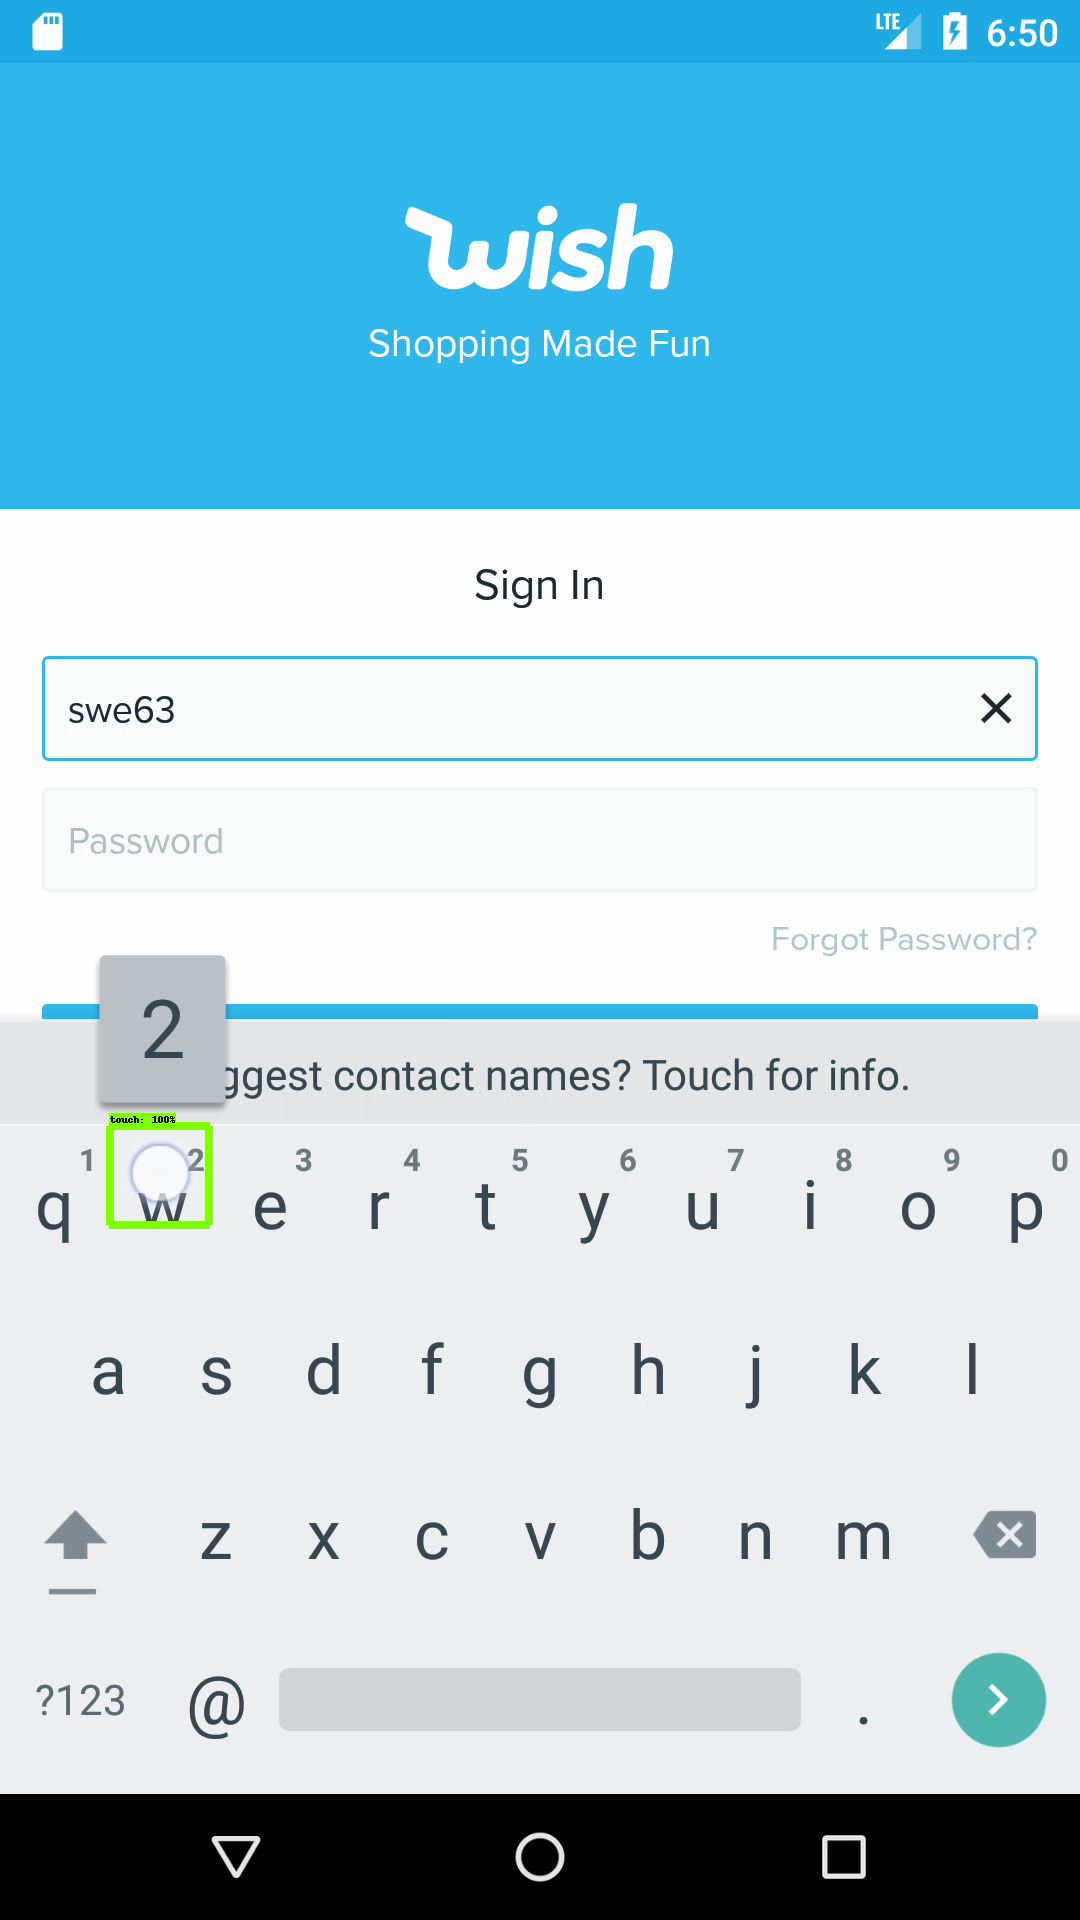 LTE 6:50
wish
Shopping Made Fun
Sign In
swe63
Password
Forgot Password?
2
ggest contact names? Touch for info.
touch: 100%
1 2 3 4 5 6 7 8 9 0
q w e r t y u i o p
a s d f g h j k l
z x c v b n m
?123 @ .